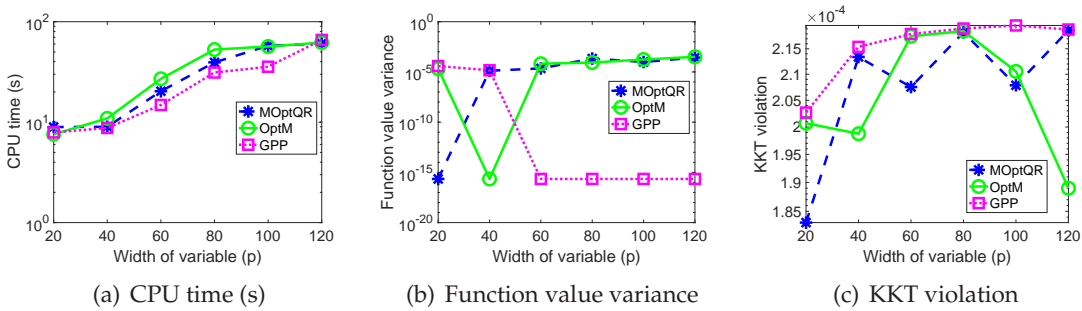 10^2
10^1
10^0
CPU time (s)
MOptQR
OptM
GPP
20 40 60 80 100 120
Width of variable (p)
(a) CPU time (s)
10^0
10^-5
10^-10
10^-15
10^-20
Function value variance
MOptQR
OptM
GPP
20 40 60 80 100 120
Width of variable (p)
(b) Function value variance
×10^-4
2.15
2.1
2.05
2
1.95
1.9
1.85
KKT violation
MOptQR
OptM
GPP
20 40 60 80 100 120
Width of variable (p)
(c) KKT violation